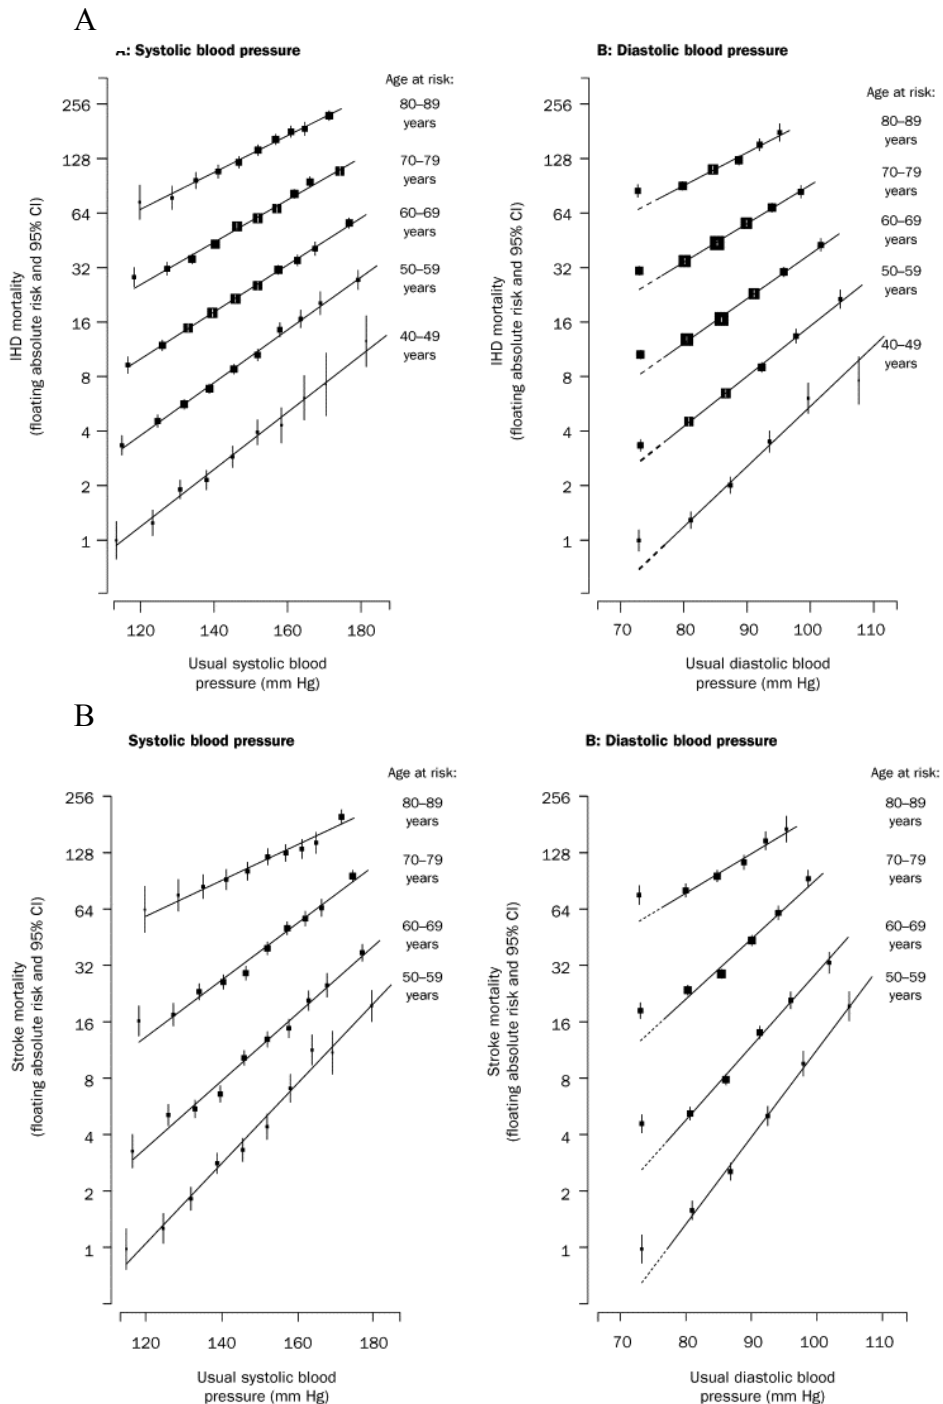 A
A: Systolic blood pressure
Age at risk:
80–89
years
70–79
years
60–69
years
50–59
years
40–49
years
256
128
64
32
16
8
4
2
1
IHD mortality
(floating absolute risk and 95% CI)
120 140 160 180
Usual systolic blood
pressure (mm Hg)
B: Diastolic blood pressure
Age at risk:
80–89
years
70–79
years
60–69
years
50–59
years
40–49
years
256
128
64
32
16
8
4
2
1
IHD mortality
(floating absolute risk and 95% CI)
70 80 90 100 110
Usual diastolic blood
pressure (mm Hg)
B
Systolic blood pressure
Age at risk:
80–89
years
70–79
years
60–69
years
50–59
years
256
128
64
32
16
8
4
2
1
Stroke mortality
(floating absolute risk and 95% CI)
120 140 160 180
Usual systolic blood
pressure (mm Hg)
B: Diastolic blood pressure
Age at risk:
80–89
years
70–79
years
60–69
years
50–59
years
256
128
64
32
16
8
4
2
1
Stroke mortality
(floating absolute risk and 95% CI)
70 80 90 100 110
Usual diastolic blood
pressure (mm Hg)